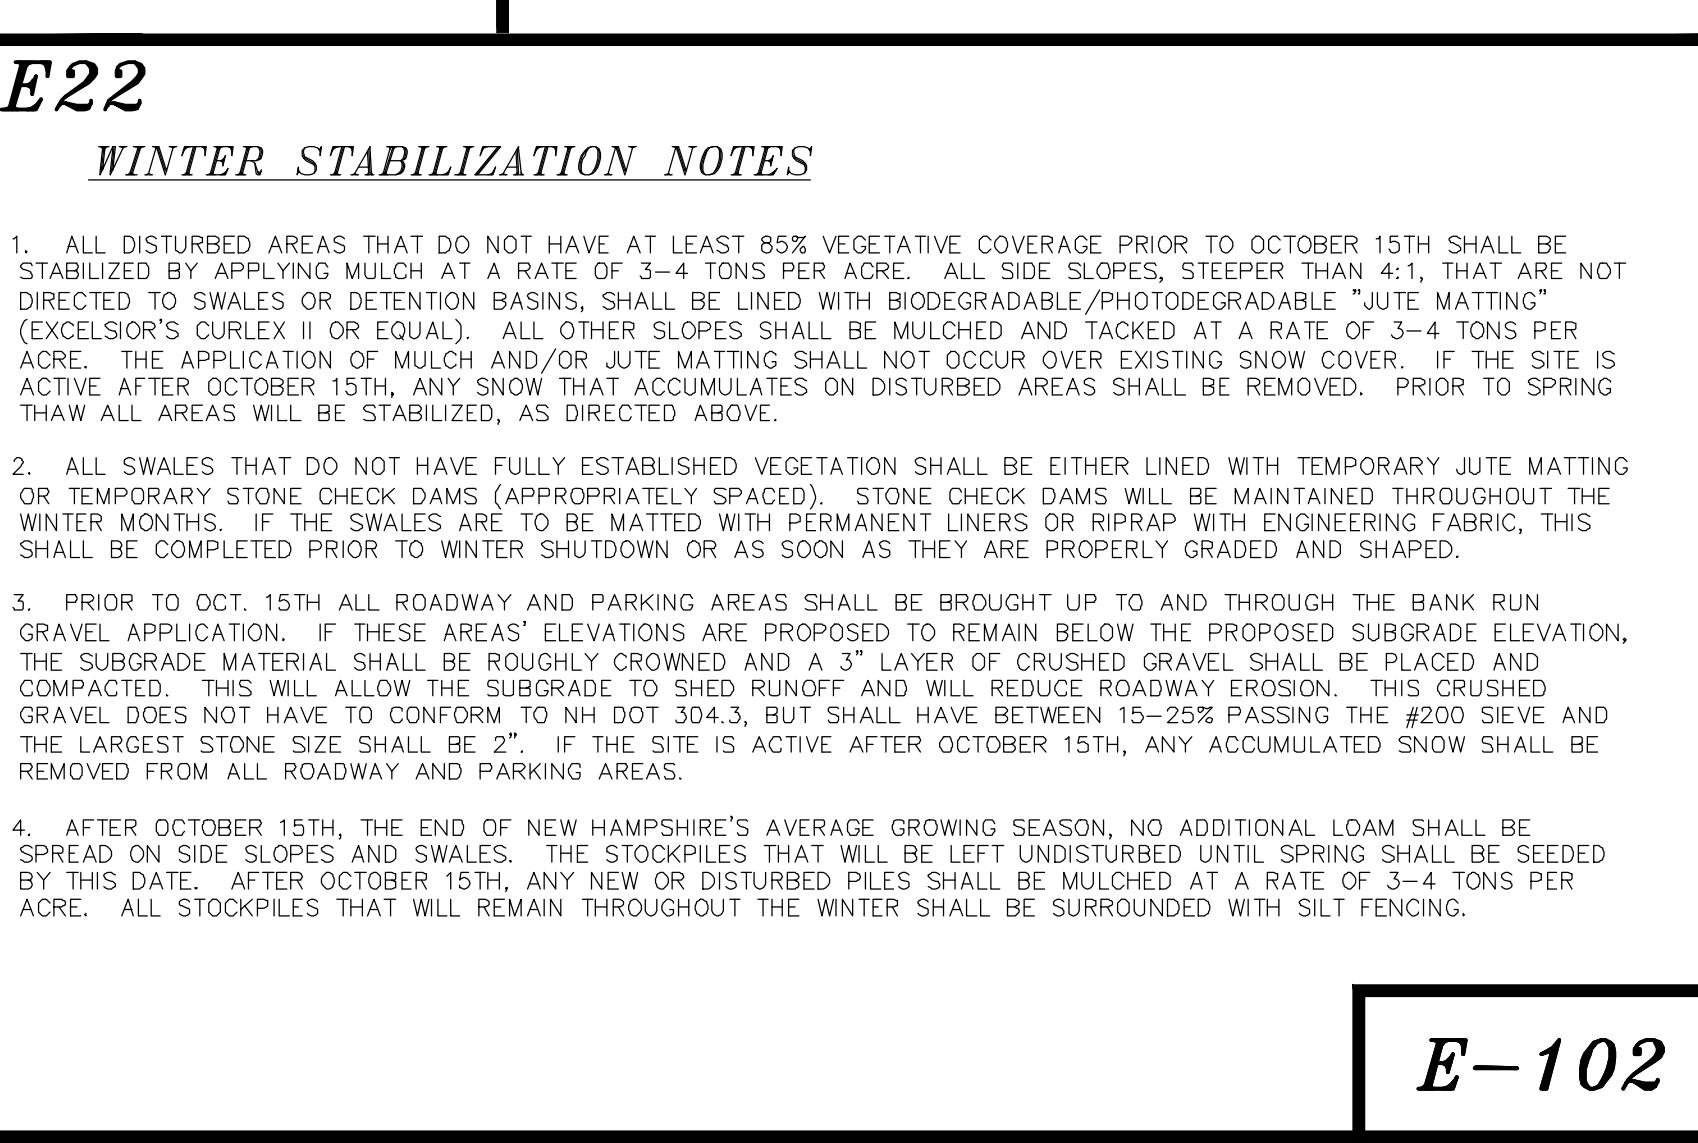 E22
WINTER STABILIZATION NOTES
1. ALL DISTURBED AREAS THAT DO NOT HAVE AT LEAST 85% VEGETATIVE COVERAGE PRIOR TO OCTOBER 15TH SHALL BE
STABILIZED BY APPLYING MULCH AT A RATE OF 3-4 TONS PER ACRE. ALL SIDE SLOPES, STEEPER THAN 4:1, THAT ARE NOT
DIRECTED TO SWALES OR DETENTION BASINS, SHALL BE LINED WITH BIODEGRADABLE/PHOTODEGRADABLE "JUTE MATTING"
(EXCELSIOR'S CURLEX II OR EQUAL). ALL OTHER SLOPES SHALL BE MULCHED AND TACKED AT A RATE OF 3-4 TONS PER
ACRE. THE APPLICATION OF MULCH AND/OR JUTE MATTING SHALL NOT OCCUR OVER EXISTING SNOW COVER. IF THE SITE IS
ACTIVE AFTER OCTOBER 15TH, ANY SNOW THAT ACCUMULATES ON DISTURBED AREAS SHALL BE REMOVED. PRIOR TO SPRING
THAW ALL AREAS WILL BE STABILIZED, AS DIRECTED ABOVE.
2. ALL SWALES THAT DO NOT HAVE FULLY ESTABLISHED VEGETATION SHALL BE EITHER LINED WITH TEMPORARY JUTE MATTING
OR TEMPORARY STONE CHECK DAMS (APPROPRIATELY SPACED). STONE CHECK DAMS WILL BE MAINTAINED THROUGHOUT THE
WINTER MONTHS. IF THE SWALES ARE TO BE MATTED WITH PERMANENT LINERS OR RIPRAP WITH ENGINEERING FABRIC, THIS
SHALL BE COMPLETED PRIOR TO WINTER SHUTDOWN OR AS SOON AS THEY ARE PROPERLY GRADED AND SHAPED.
3. PRIOR TO OCT. 15TH ALL ROADWAY AND PARKING AREAS SHALL BE BROUGHT UP TO AND THROUGH THE BANK RUN
GRAVEL APPLICATION. IF THESE AREAS' ELEVATIONS ARE PROPOSED TO REMAIN BELOW THE PROPOSED SUBGRADE ELEVATION,
THE SUBGRADE MATERIAL SHALL BE ROUGHLY CROWNED AND A 3" LAYER OF CRUSHED GRAVEL SHALL BE PLACED AND
COMPACTED. THIS WILL ALLOW THE SUBGRADE TO SHED RUNOFF AND WILL REDUCE ROADWAY EROSION. THIS CRUSHED
GRAVEL DOES NOT HAVE TO CONFORM TO NH DOT 304.3, BUT SHALL HAVE BETWEEN 15-25% PASSING THE #200 SIEVE AND
THE LARGEST STONE SIZE SHALL BE 2". IF THE SITE IS ACTIVE AFTER OCTOBER 15TH, ANY ACCUMULATED SNOW SHALL BE
REMOVED FROM ALL ROADWAY AND PARKING AREAS.
4. AFTER OCTOBER 15TH, THE END OF NEW HAMPSHIRE'S AVERAGE GROWING SEASON, NO ADDITIONAL LOAM SHALL BE
SPREAD ON SIDE SLOPES AND SWALES. THE STOCKPILES THAT WILL BE LEFT UNDISTURBED UNTIL SPRING SHALL BE SEEDED
BY THIS DATE. AFTER OCTOBER 15TH, ANY NEW OR DISTURBED PILES SHALL BE MULCHED AT A RATE OF 3-4 TONS PER
ACRE. ALL STOCKPILES THAT WILL REMAIN THROUGHOUT THE WINTER SHALL BE SURROUNDED WITH SILT FENCING.
E-102